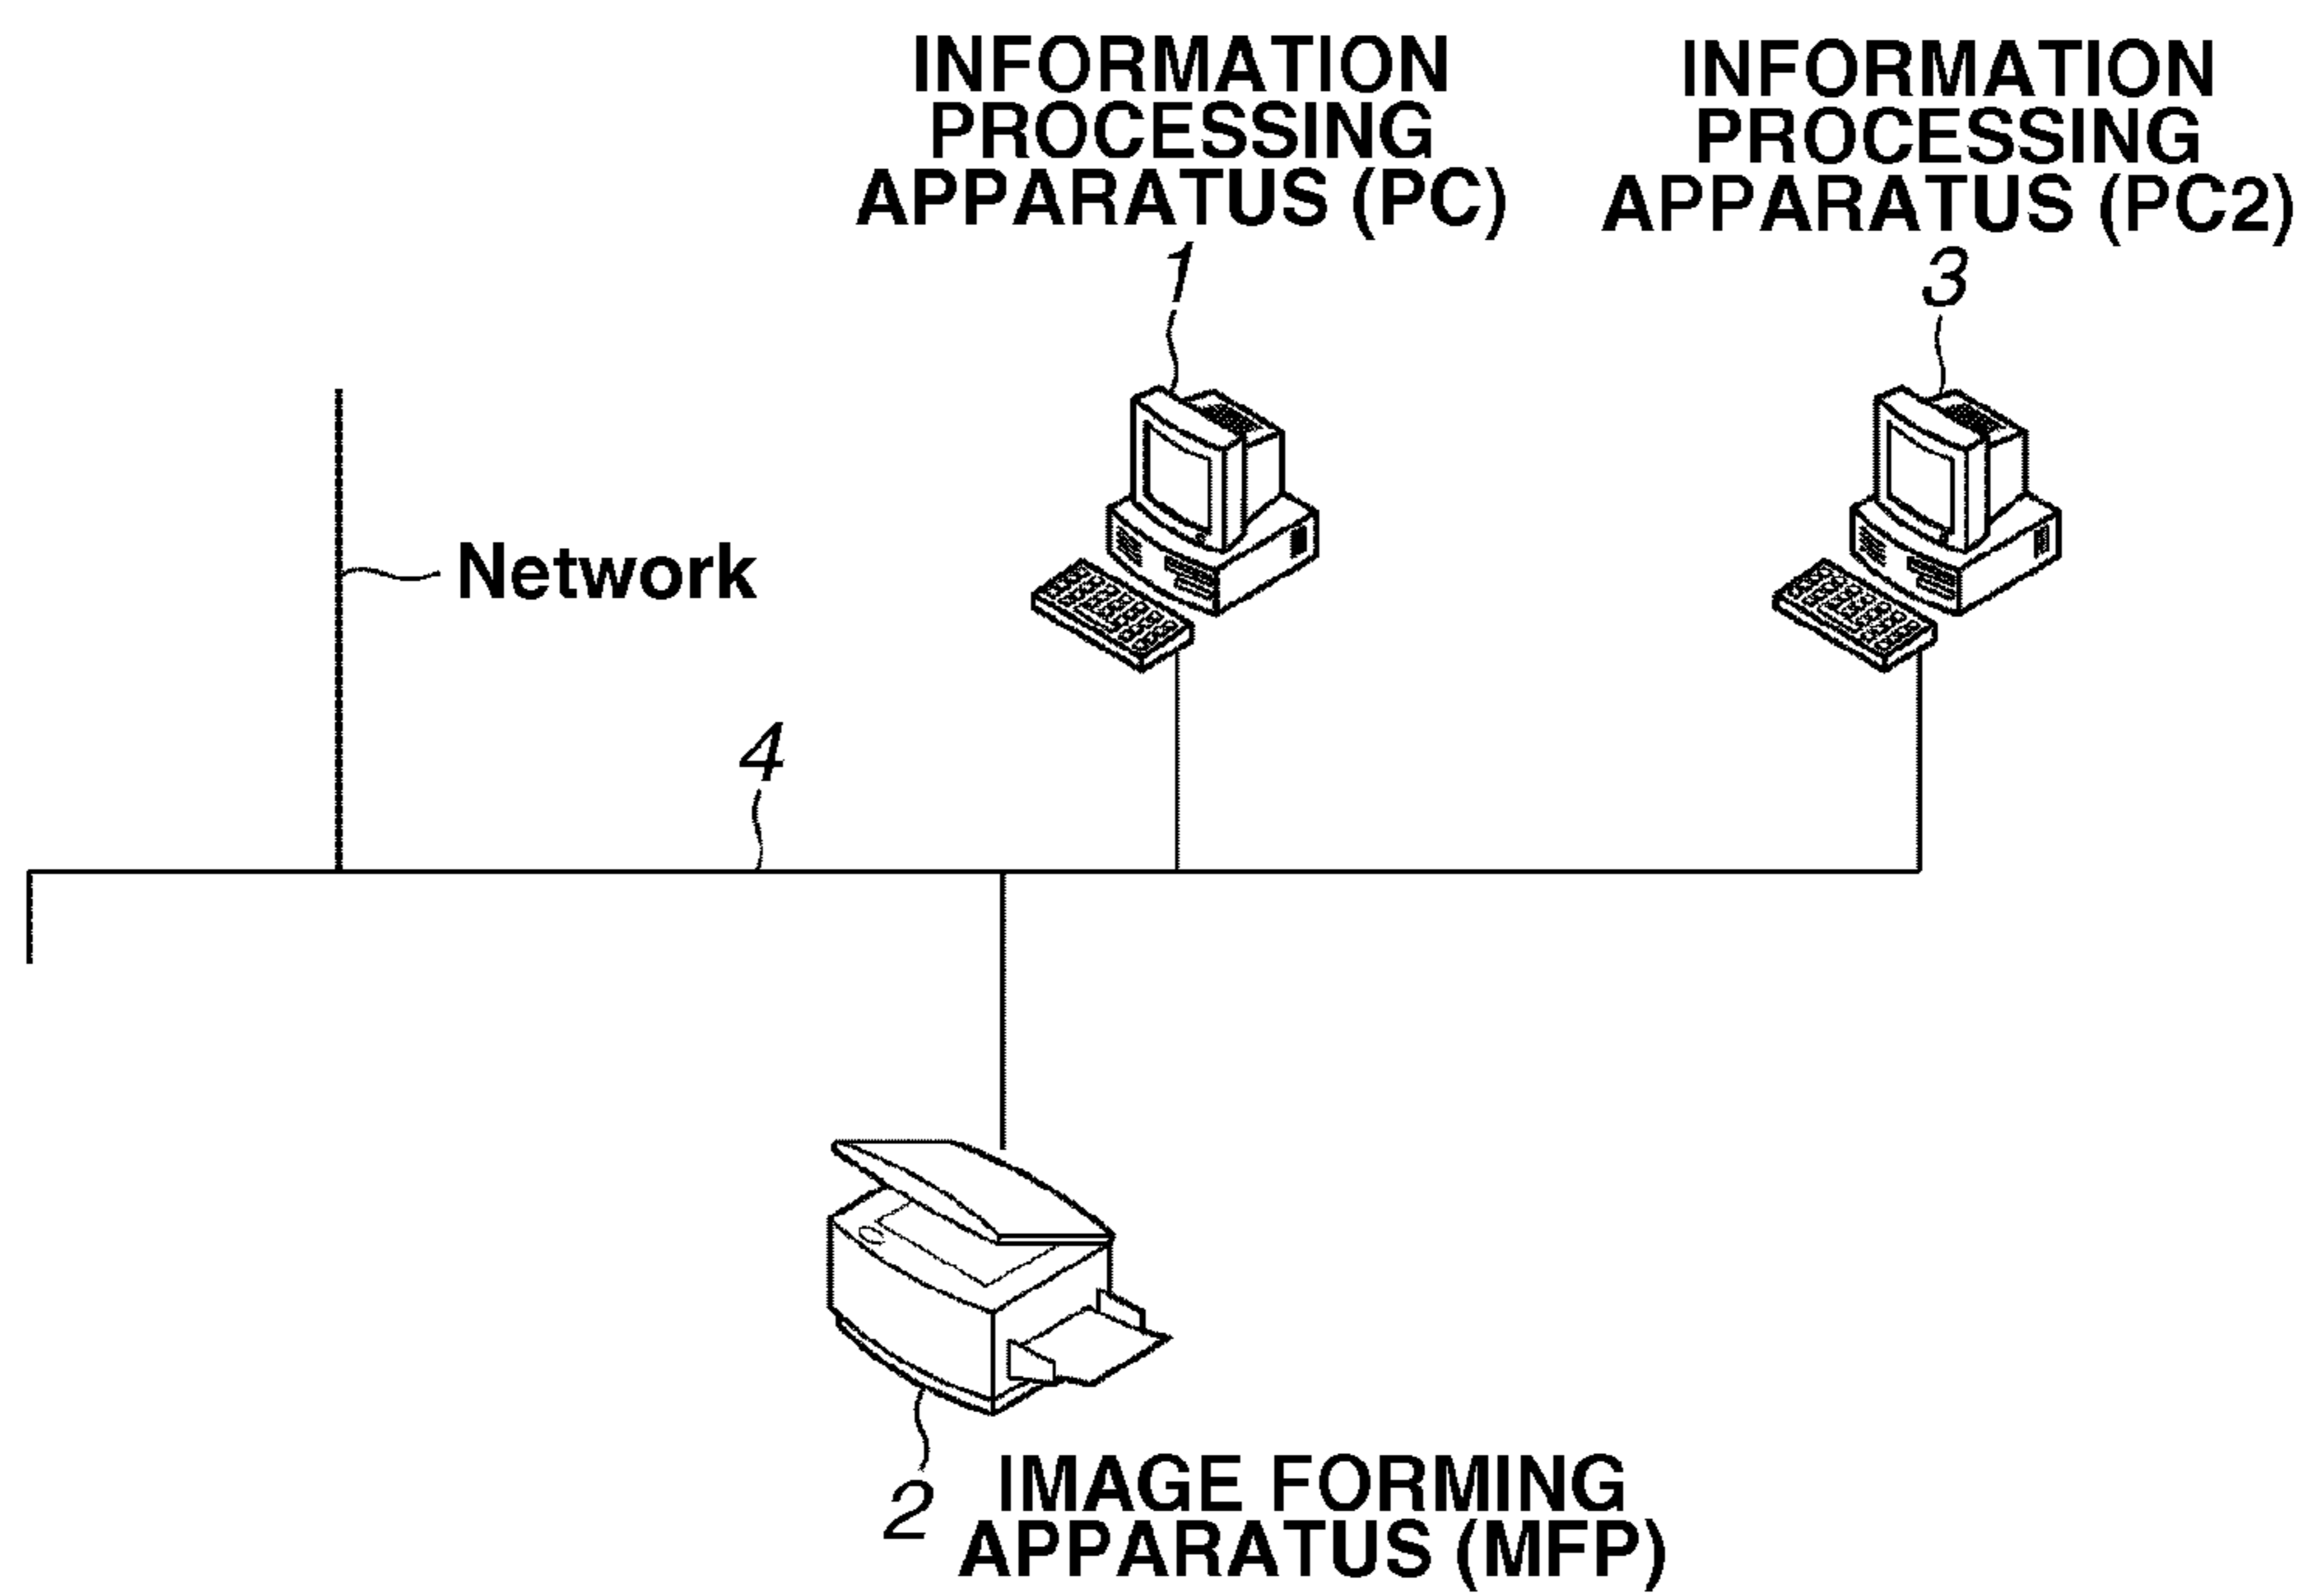 INFORMATION
PROCESSING
APPARATUS (PC)
1
INFORMATION
PROCESSING
APPARATUS (PC2)
3
Network
4
2
IMAGE FORMING
APPARATUS (MFP)